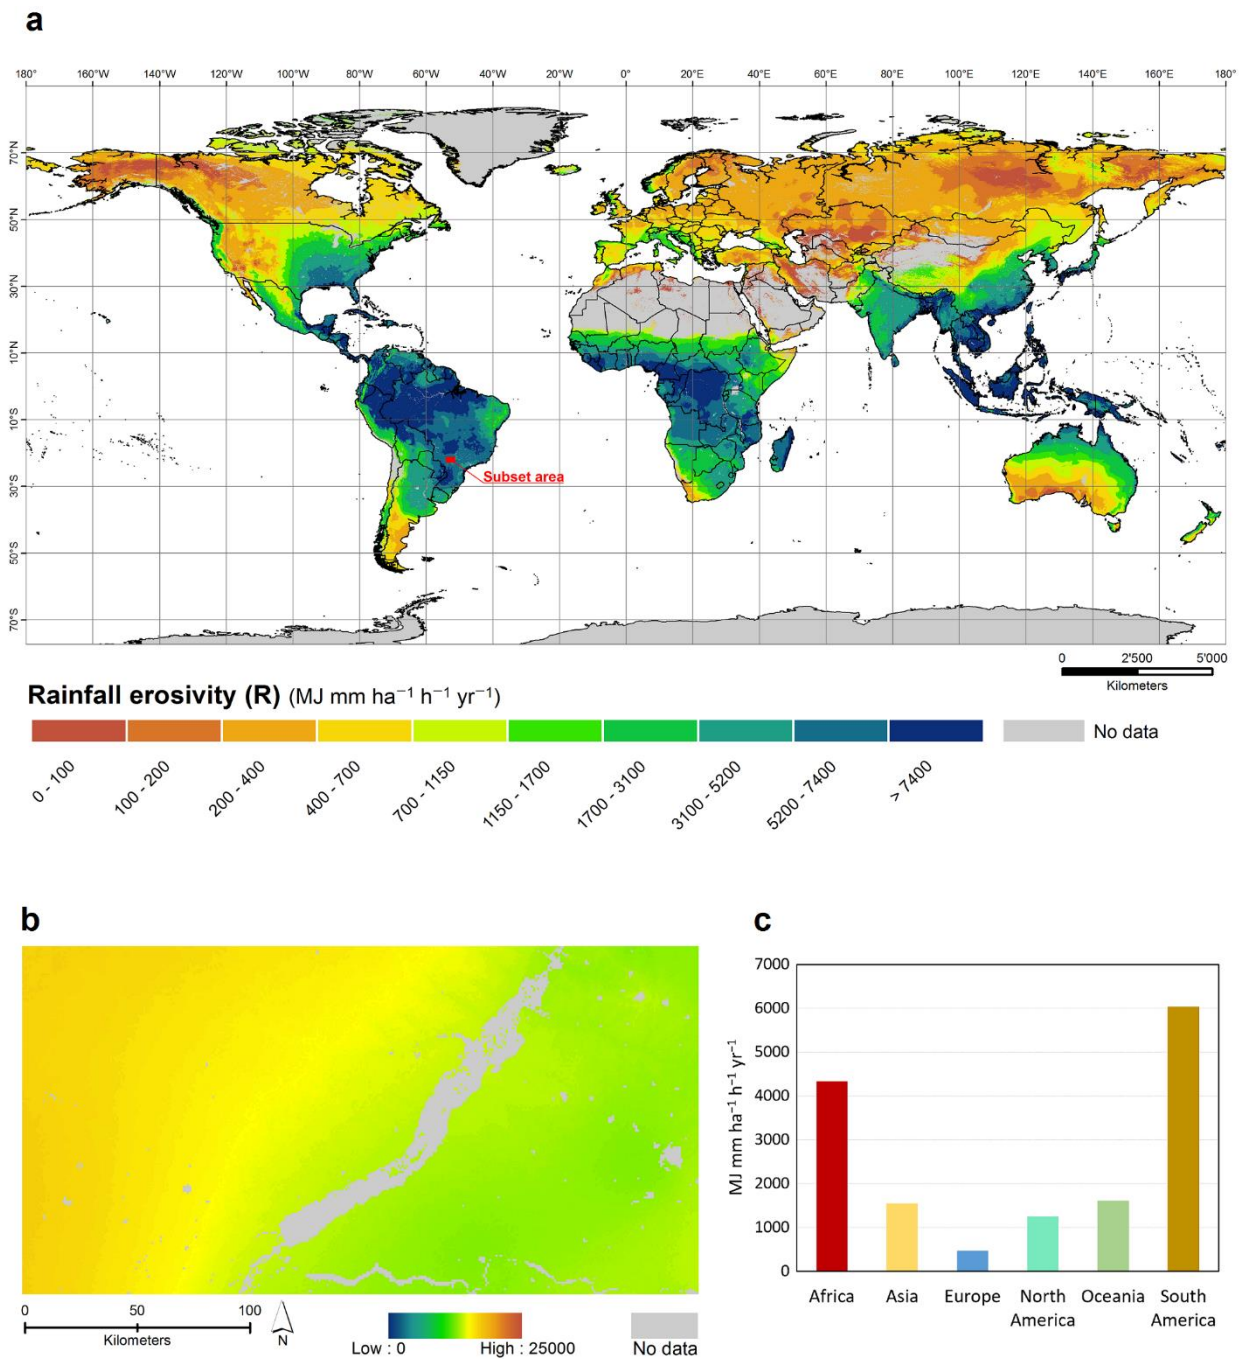 a
180° 160°W 140°W 120°W 100°W 80°W 60°W 40°W 20°W 0° 20°E 40°E 60°E 80°E 100°E 120°E 140°E 160°E 180°
70°N
50°N
30°N
10°N
10°S
30°S
50°S
70°S
Subset area
0 2'500 5'000
Kilometers
Rainfall erosivity (R) (MJ mm ha⁻¹ h⁻¹ yr⁻¹)
No data
0 - 100
100 - 200
200 - 400
400 - 700
700 - 1150
1150 - 1700
1700 - 3100
3100 - 5200
5200 - 7400
> 7400
b
0 50 100
Kilometers
N
Low : 0 High : 25000
No data
c
MJ mm ha⁻¹ h⁻¹ yr⁻¹
7000
6000
5000
4000
3000
2000
1000
0
Africa Asia Europe North America Oceania South America